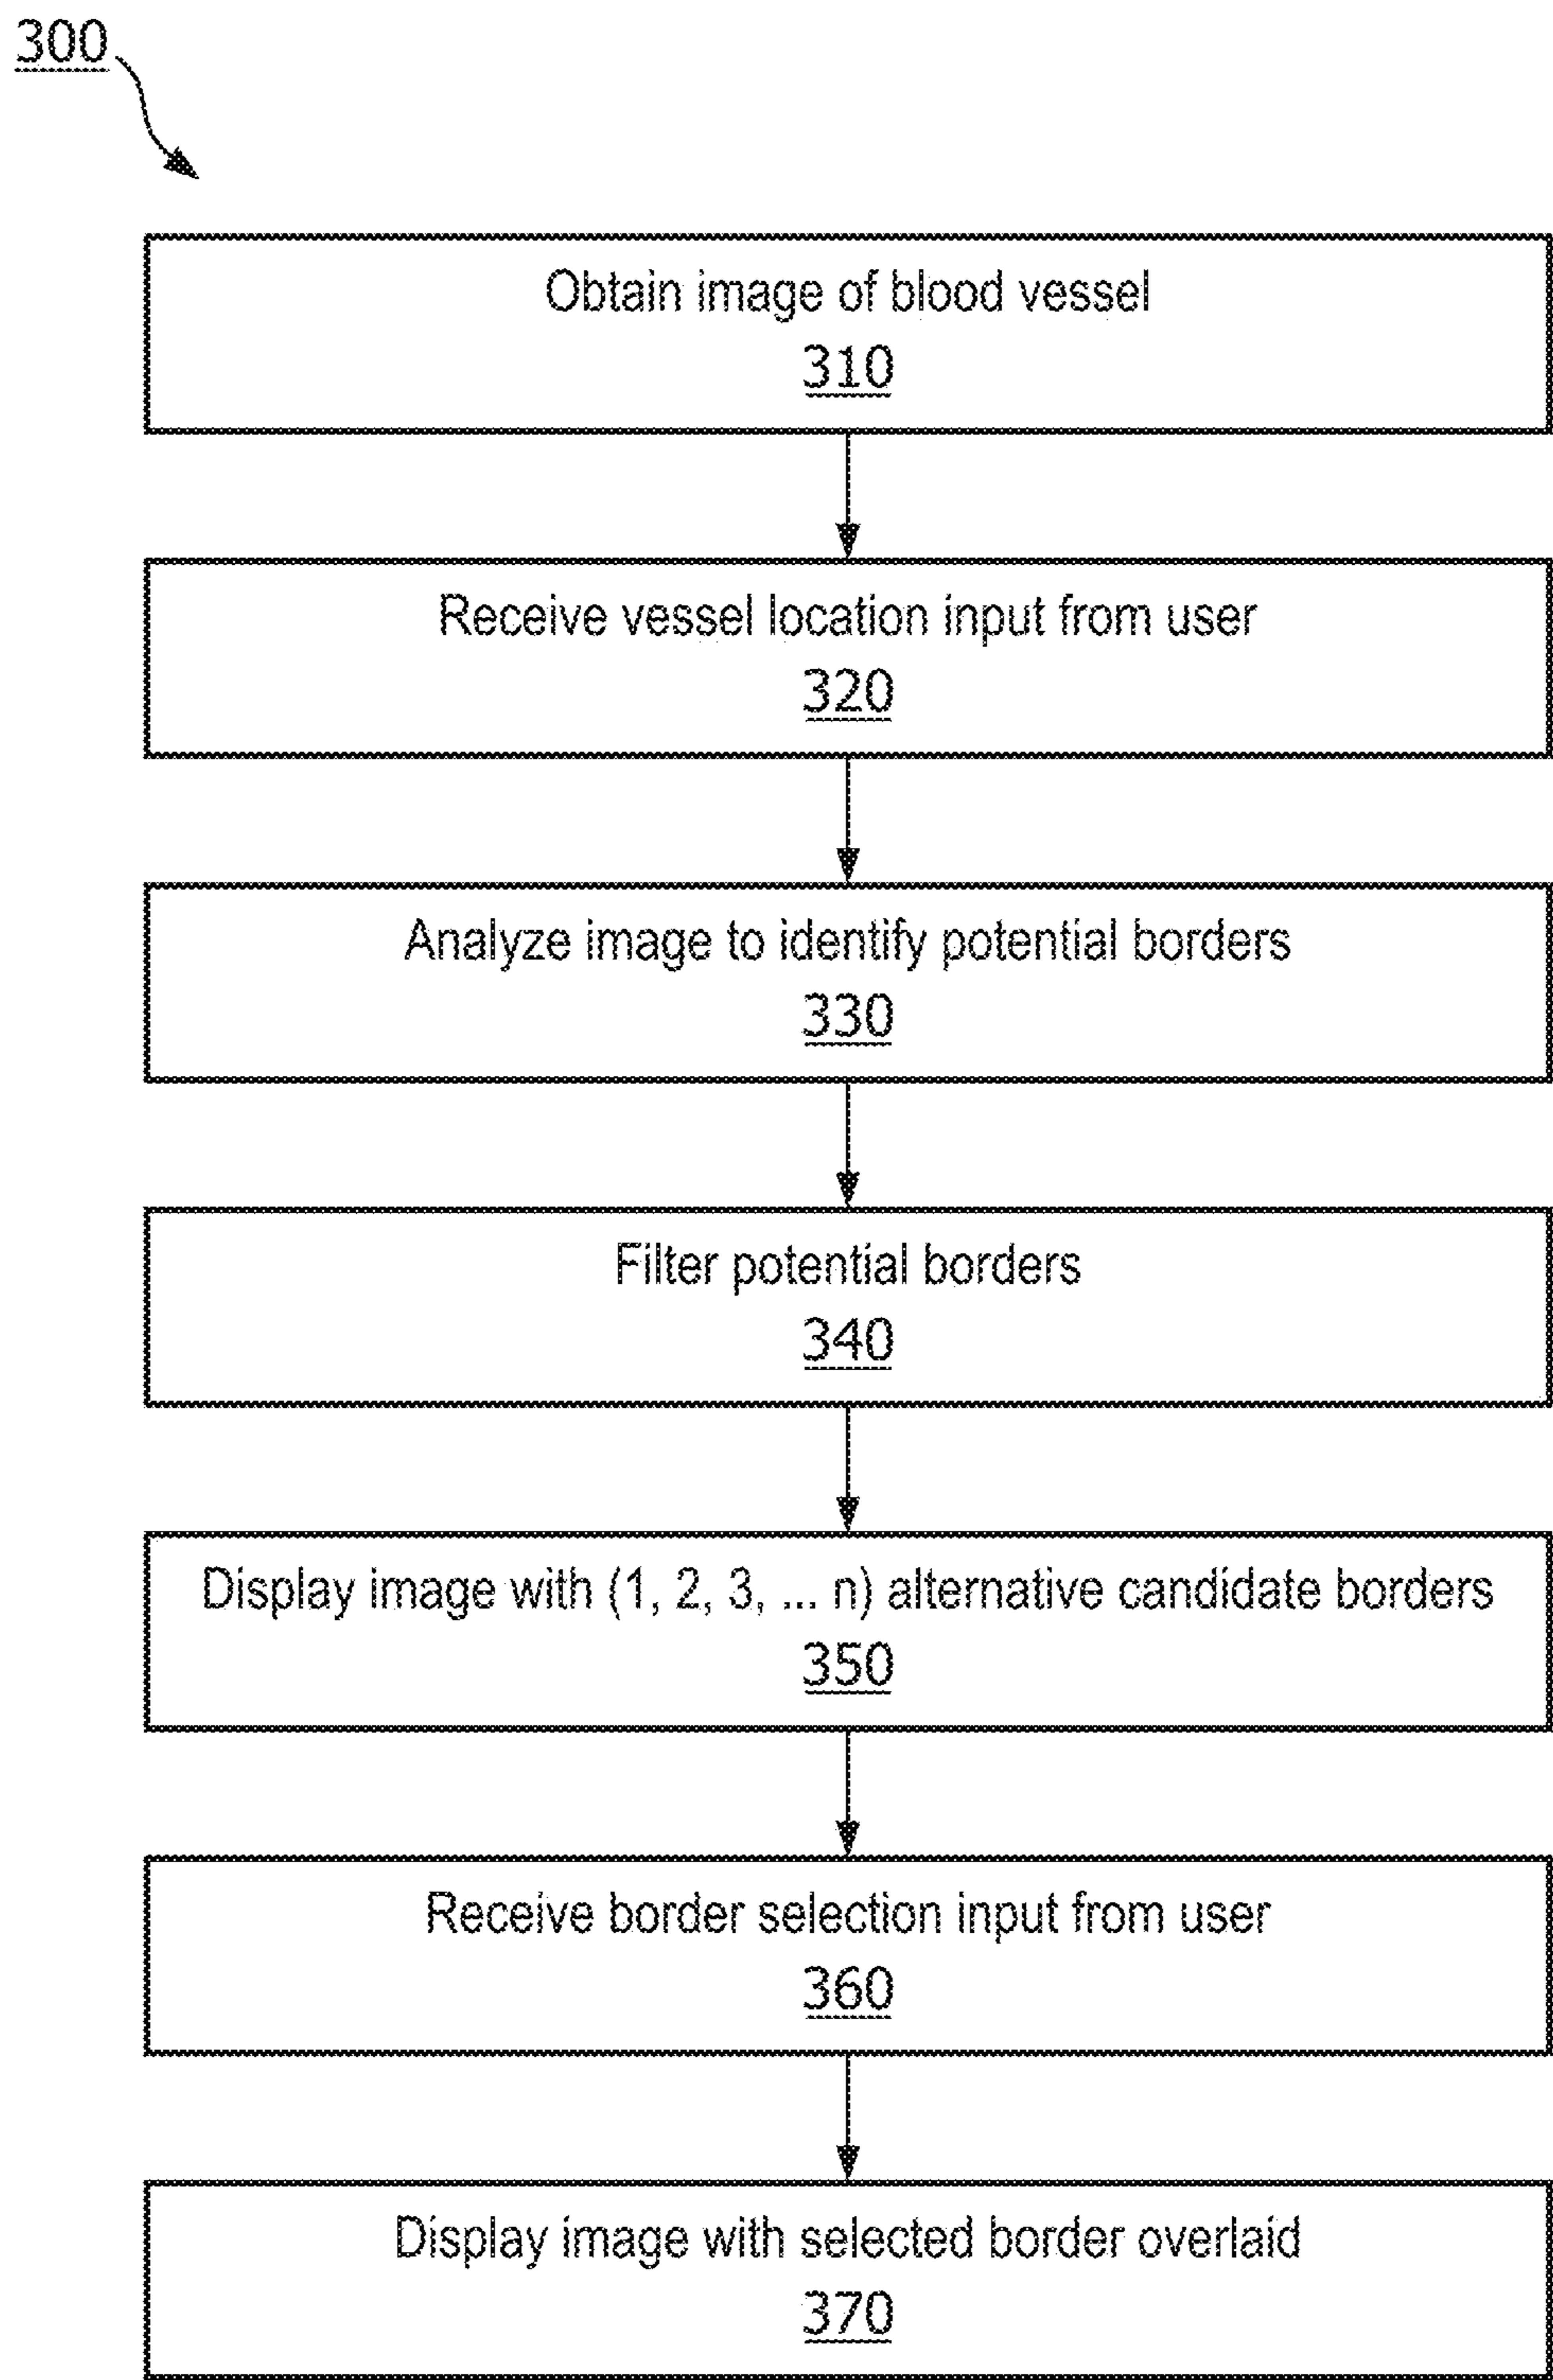 300
Obtain image of blood vessel
310
Receive vessel location input from user
320
Analyze image to identify potential borders
330
Filter potential borders
340
Display image with (1, 2, 3, ... n) alternative candidate borders
350
Receive border selection input from user
360
Display image with selected border overlaid
370